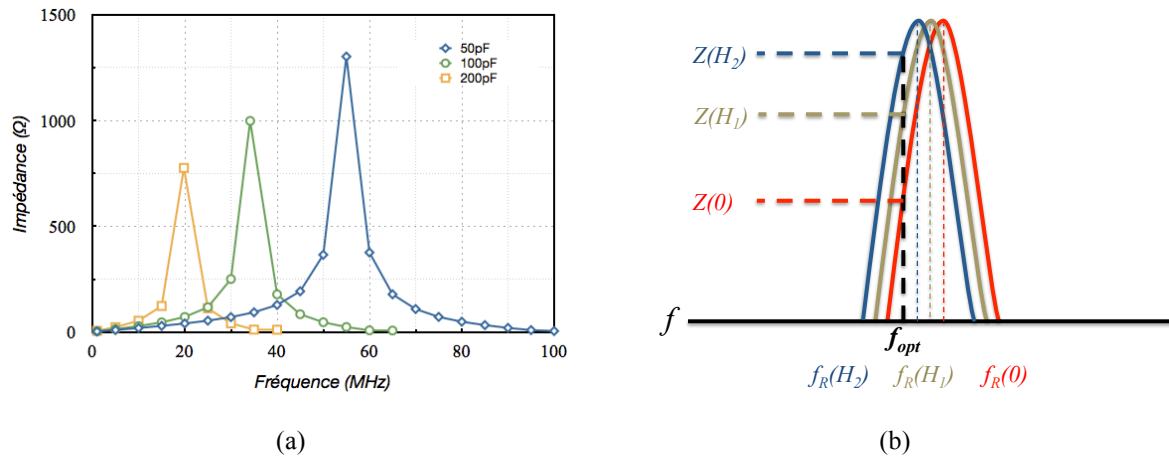 1500
1000
500
0
Impédance (Ω)
50pF
100pF
200pF
0 20 40 60 80 100
Fréquence (MHz)
(a)
Z(H2)
Z(H1)
Z(0)
f
fopt
fR(H2) fR(H1) fR(0)
(b)